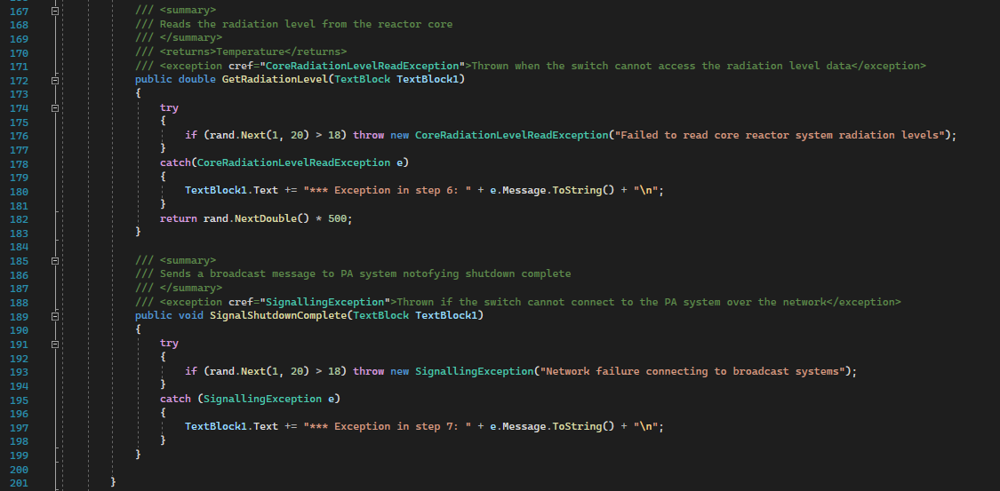 167 /// <summary>
168 /// Reads the radiation level from the reactor core
169 /// </summary>
170 /// <returns>Temperature</returns>
171 /// <exception cref="CoreRadiationLevelReadException">Thrown when the switch cannot access the radiation level data</exception>
172 public double GetRadiationLevel(TextBlock TextBlock1)
173 {
174 try
175 {
176 if (rand.Next(1, 20) > 18) throw new CoreRadiationLevelReadException("Failed to read core reactor system radiation levels");
177 }
178 catch(CoreRadiationLevelReadException e)
179 {
180 TextBlock1.Text += "*** Exception in step 6: " + e.Message.ToString() + "\n";
181 }
182 return rand.NextDouble() * 500;
183 }
184
185 /// <summary>
186 /// Sends a broadcast message to PA system notofying shutdown complete
187 /// </summary>
188 /// <exception cref="SignallingException">Thrown if the switch cannot connect to the PA system over the network</exception>
189 public void SignalShutdownComplete(TextBlock TextBlock1)
190 {
191 try
192 {
193 if (rand.Next(1, 20) > 18) throw new SignallingException("Network failure connecting to broadcast systems");
194 }
195 catch (SignallingException e)
196 {
197 TextBlock1.Text += "*** Exception in step 7: " + e.Message.ToString() + "\n";
198 }
199 }
200
201 }